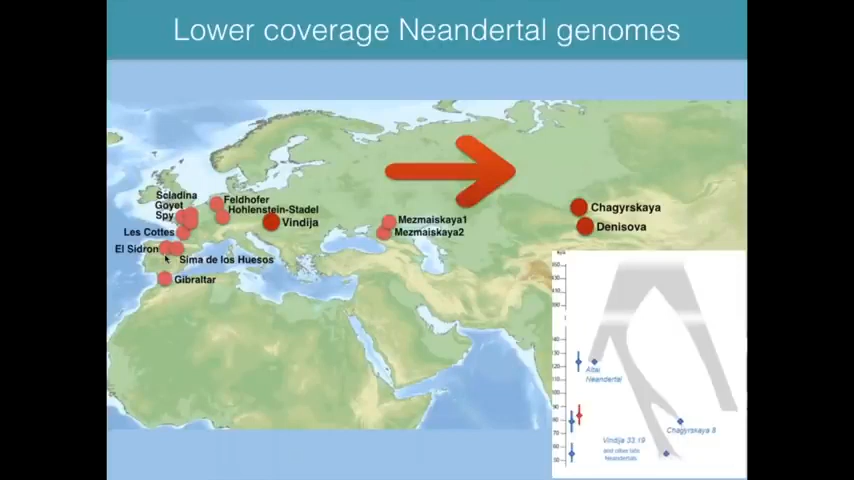 Lower coverage Neandertal genomes
Scladina
Goyet
Spy
Feldhofer
Hohlenstein-Stadel
Les Cottes
Vindija
El Sidron
Sima de los Huesos
Gibraltar
Mezmaiskaya1
Mezmaiskaya2
Chagyrskaya
Denisova
Altai
Neandertal
Chagyrskaya 8
Vindija 33.19
and other late
Neandertals